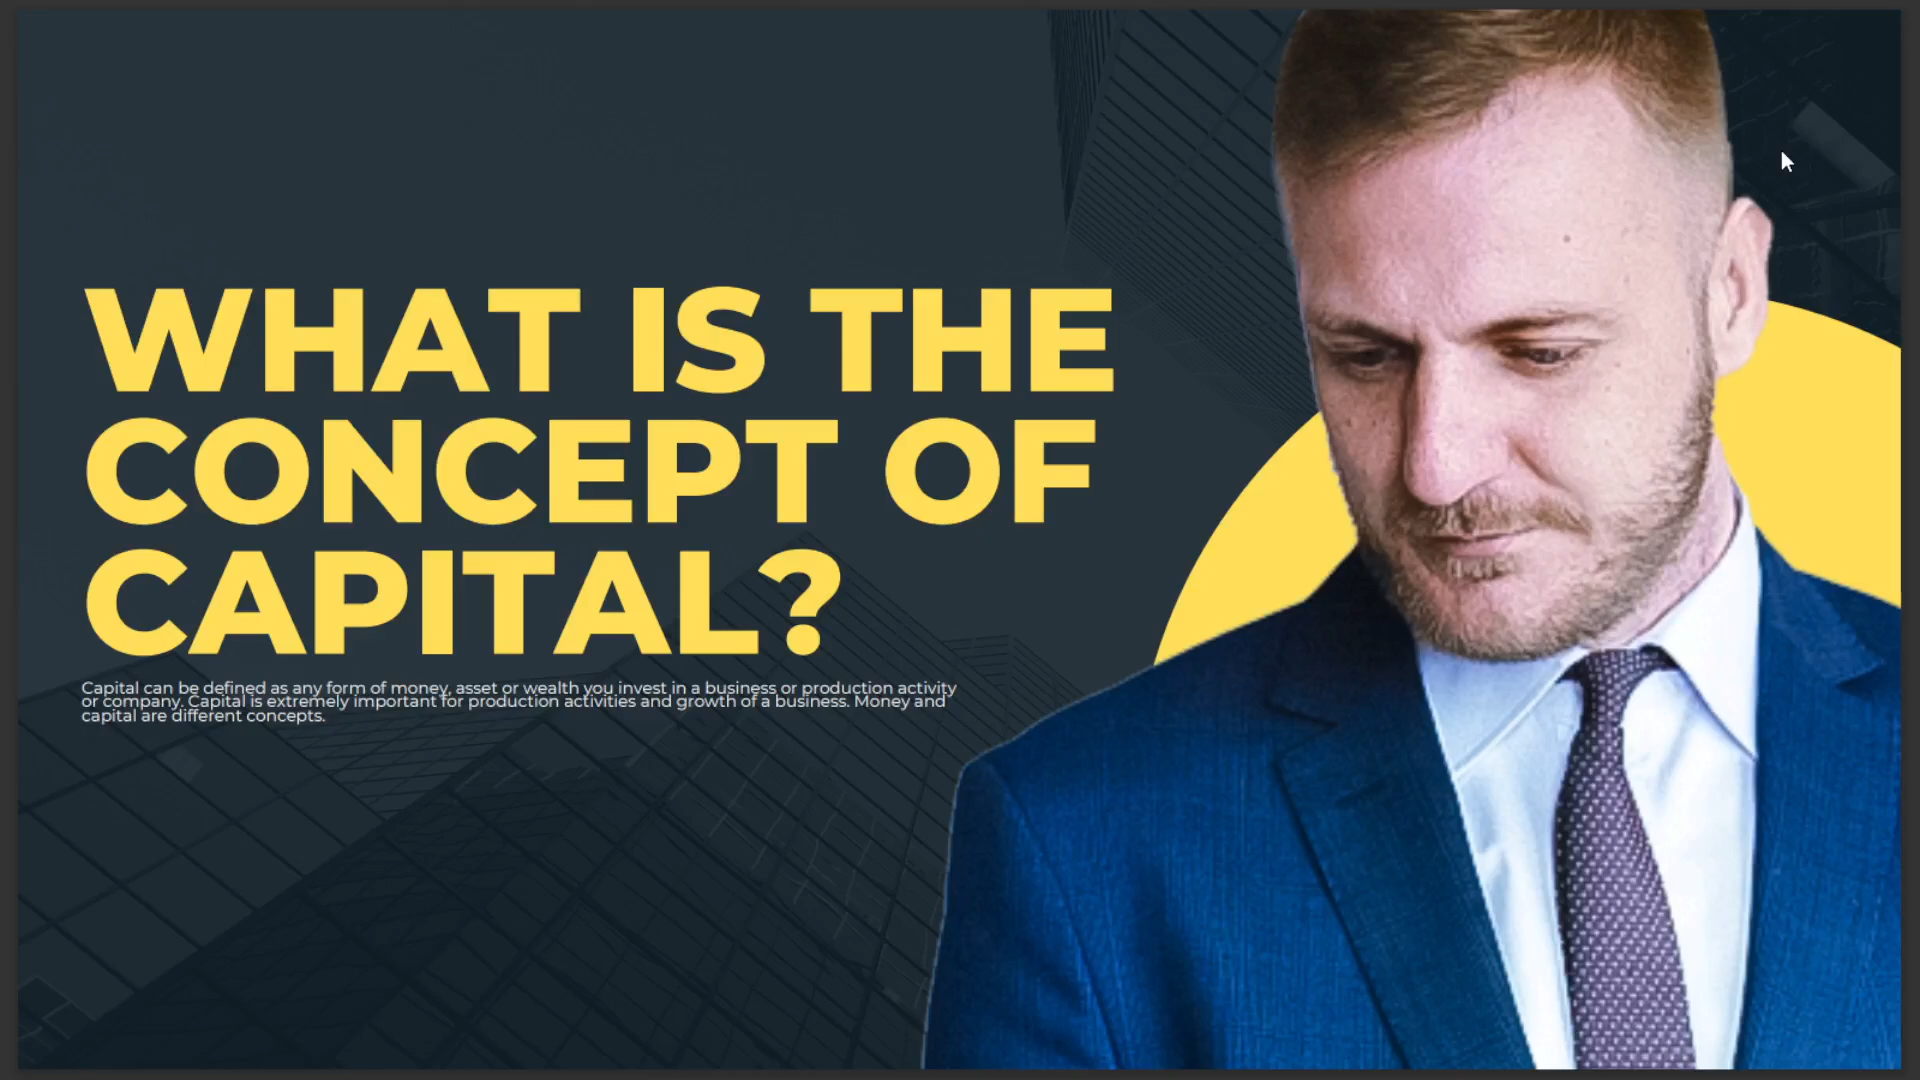 WHAT IS THE
CONCEPT OF
CAPITAL?
Capital can be defined as any form of money, asset or wealth you invest in a business or production activity
or company. Capital is extremely important for production activities and growth of a business. Money and
capital are different concepts.